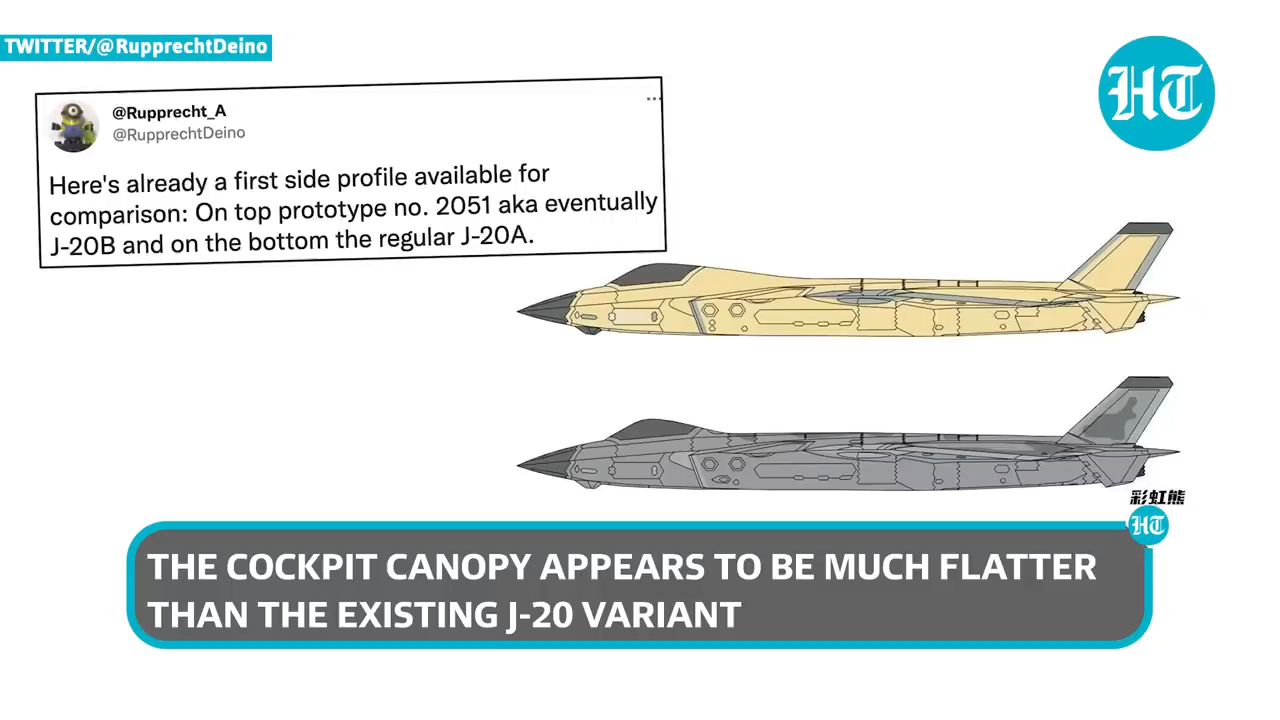 TWITTER/@RupprechtDeino
HT
@Rupprecht_A
@RupprechtDeino
Here's already a first side profile available for
comparison: On top prototype no. 2051 aka eventually
J-20B and on the bottom the regular J-20A.
彩虹熊
HT
THE COCKPIT CANOPY APPEARS TO BE MUCH FLATTER
THAN THE EXISTING J-20 VARIANT